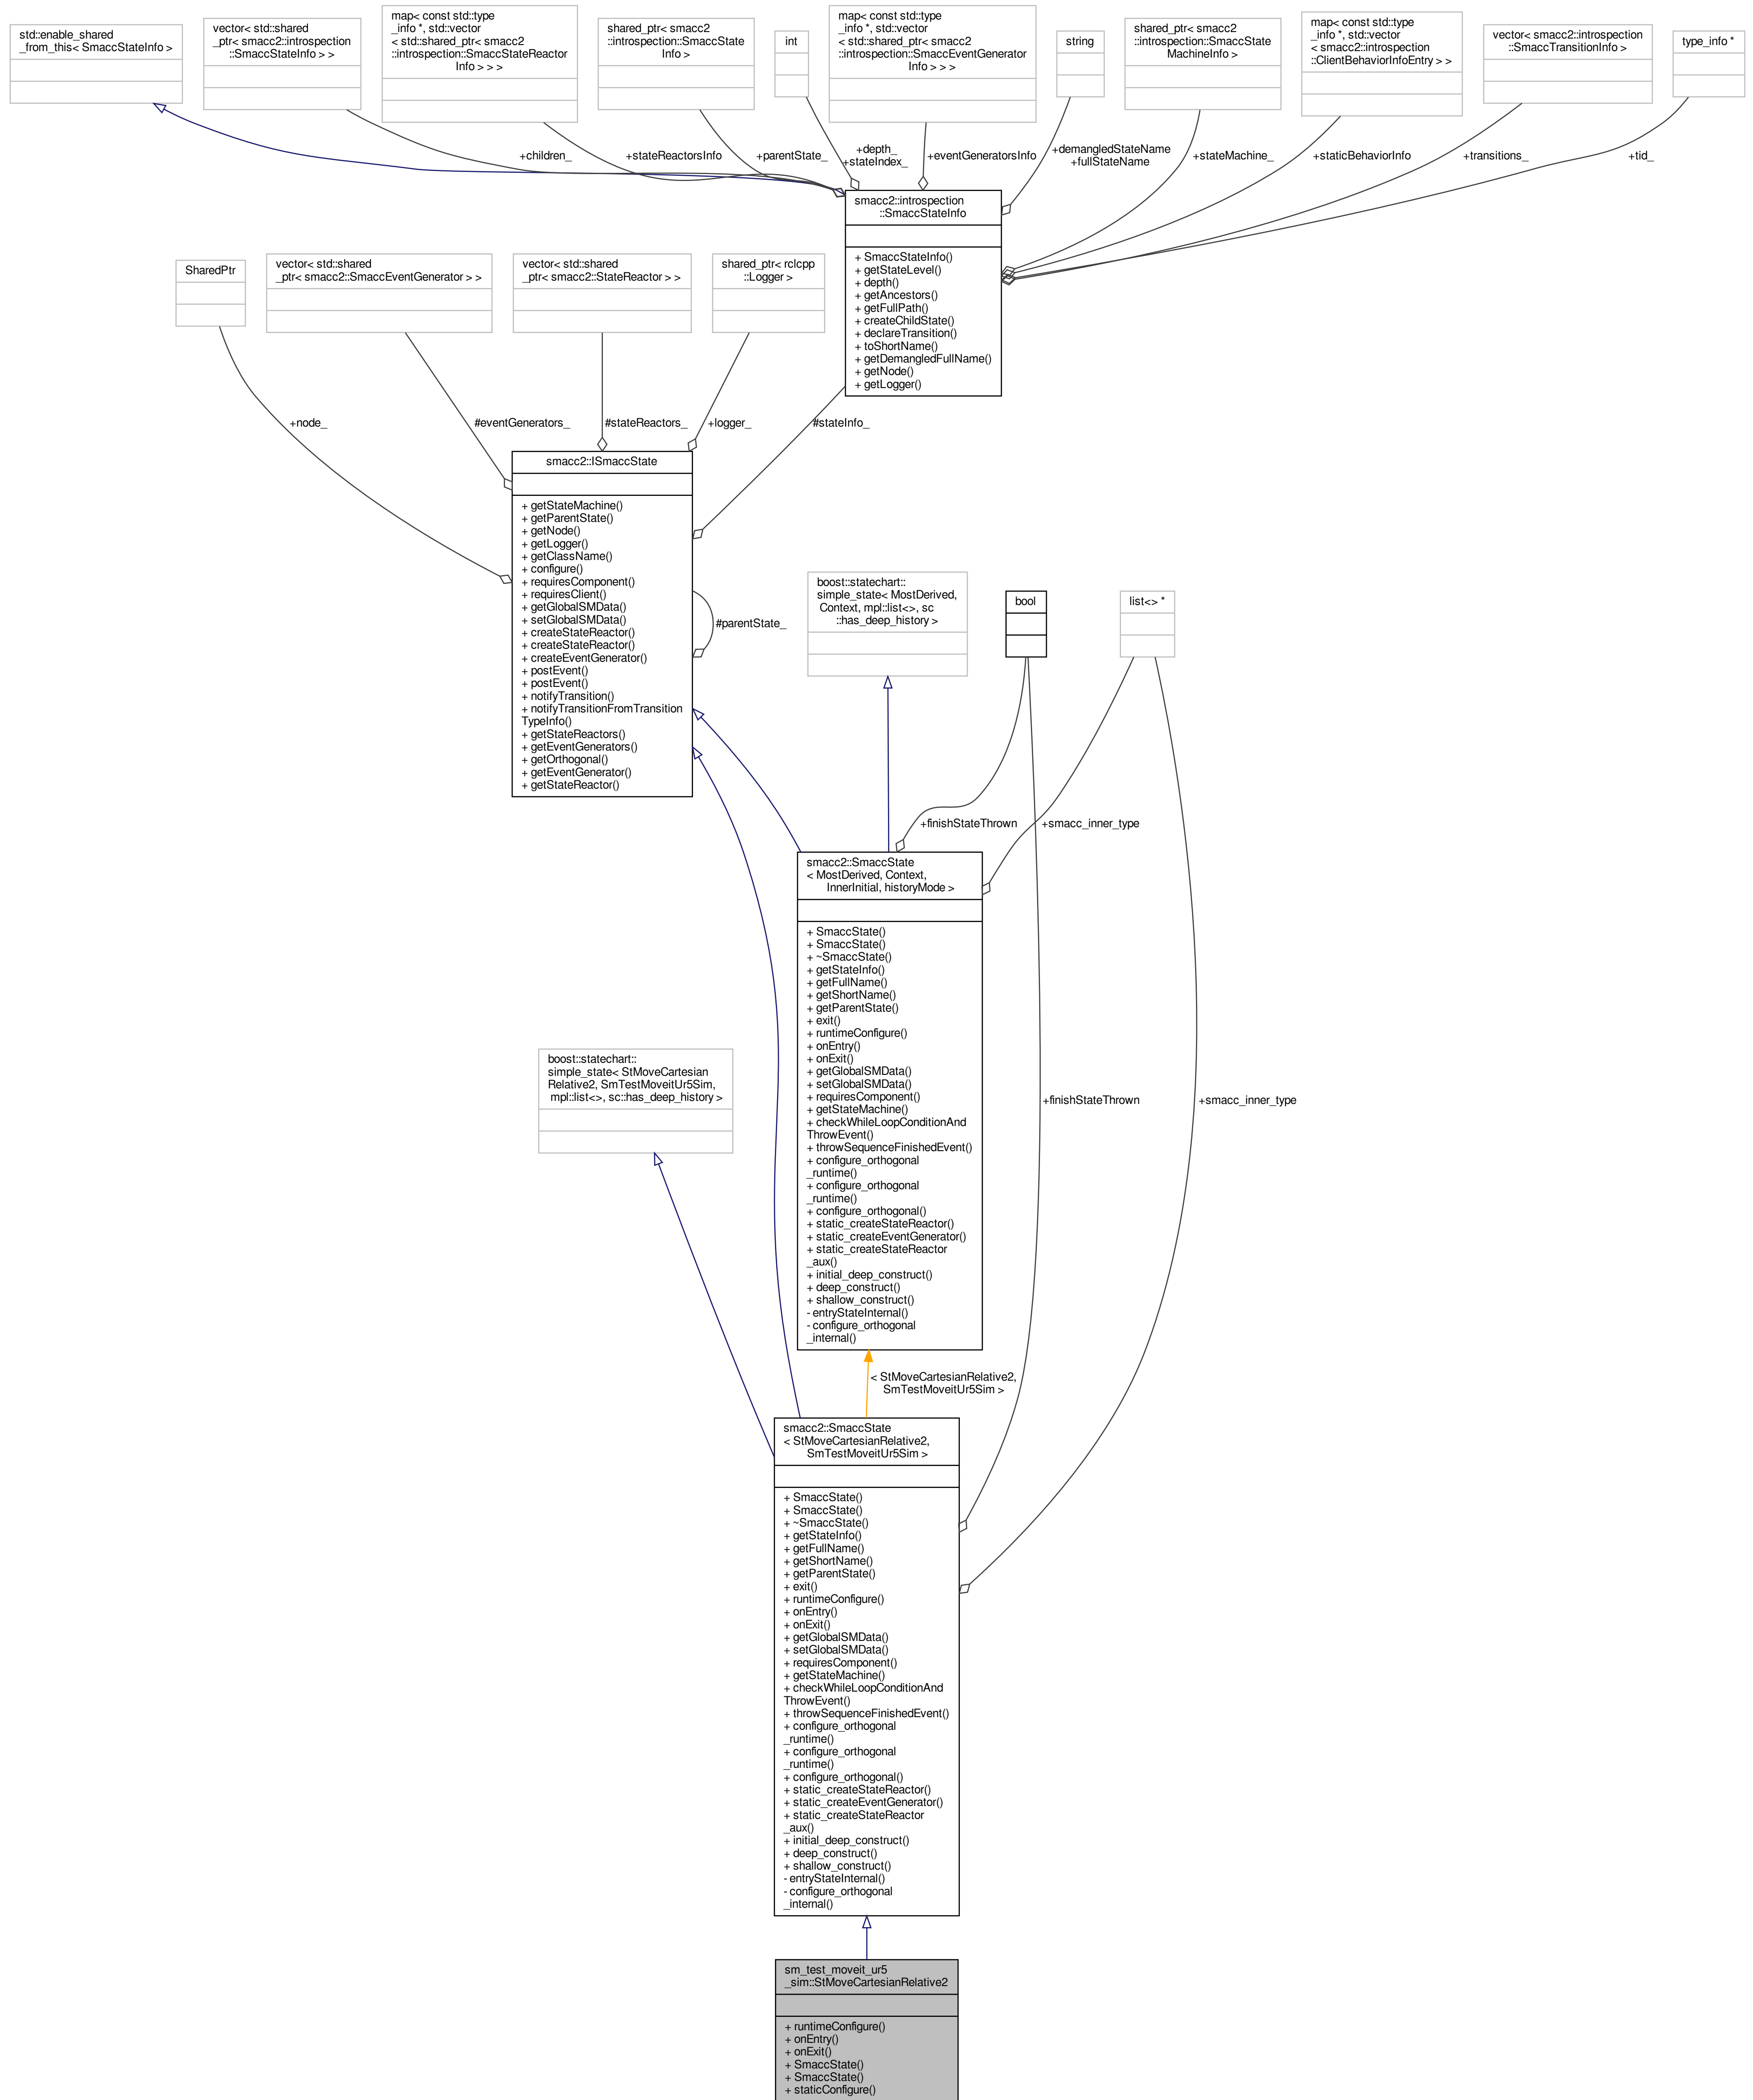 std::enable_shared
_from_this< SmaccStateInfo >
vector< std::shared
_ptr< smacc2::introspection
::SmaccStateInfo > >
map< const std::type
_info *, std::vector
< std::shared_ptr< smacc2
::introspection::SmaccStateReactor
Info > > >
shared_ptr< smacc2
::introspection::SmaccState
Info >
int
map< const std::type
_info *, std::vector
< std::shared_ptr< smacc2
::introspection::SmaccEventGenerator
Info > > >
string
shared_ptr< smacc2
::introspection::SmaccState
MachineInfo >
map< const std::type
_info *, std::vector
< smacc2::introspection
::ClientBehaviorInfoEntry > >
vector< smacc2::introspection
::SmaccTransitionInfo >
type_info *
+children_
+stateReactorsInfo
+parentState_
+depth_
+stateIndex_
+eventGeneratorsInfo
+demangledStateName
+fullStateName
+stateMachine_
+staticBehaviorInfo
+transitions_
+tid_
smacc2::introspection
::SmaccStateInfo
+ SmaccStateInfo()
+ getStateLevel()
+ depth()
+ getAncestors()
+ getFullPath()
+ createChildState()
+ declareTransition()
+ toShortName()
+ getDemangledFullName()
+ getNode()
+ getLogger()
SharedPtr
vector< std::shared
_ptr< smacc2::SmaccEventGenerator > >
vector< std::shared
_ptr< smacc2::StateReactor > >
shared_ptr< rclcpp
::Logger >
+node_
#eventGenerators_
#stateReactors_
+logger_
#stateInfo_
smacc2::ISmaccState
+ getStateMachine()
+ getParentState()
+ getNode()
+ getLogger()
+ getClassName()
+ configure()
+ requiresComponent()
+ requiresClient()
+ getGlobalSMData()
+ setGlobalSMData()
+ createStateReactor()
+ createStateReactor()
+ createEventGenerator()
+ postEvent()
+ postEvent()
+ notifyTransition()
+ notifyTransitionFromTransition
TypeInfo()
+ getStateReactors()
+ getEventGenerators()
+ getOrthogonal()
+ getEventGenerator()
+ getStateReactor()
#parentState_
boost::statechart::
simple_state< MostDerived,
Context, mpl::list<>, sc
::has_deep_history >
bool
list<> *
+finishStateThrown
+smacc_inner_type
smacc2::SmaccState
< MostDerived, Context,
InnerInitial, historyMode >
+ SmaccState()
+ SmaccState()
+ ~SmaccState()
+ getStateInfo()
+ getFullName()
+ getShortName()
+ getParentState()
+ exit()
+ runtimeConfigure()
+ onEntry()
+ onExit()
+ getGlobalSMData()
+ setGlobalSMData()
+ requiresComponent()
+ getStateMachine()
+ checkWhileLoopConditionAnd
ThrowEvent()
+ throwSequenceFinishedEvent()
+ configure_orthogonal
_runtime()
+ configure_orthogonal
_runtime()
+ configure_orthogonal()
+ static_createStateReactor()
+ static_createEventGenerator()
+ static_createStateReactor
_aux()
+ initial_deep_construct()
+ deep_construct()
+ shallow_construct()
- entryStateInternal()
- configure_orthogonal
_internal()
boost::statechart::
simple_state< StMoveCartesian
Relative2, SmTestMoveitUr5Sim,
mpl::list<>, sc::has_deep_history >
+finishStateThrown
+smacc_inner_type
< StMoveCartesianRelative2,
SmTestMoveitUr5Sim >
smacc2::SmaccState
< StMoveCartesianRelative2,
SmTestMoveitUr5Sim >
+ SmaccState()
+ SmaccState()
+ ~SmaccState()
+ getStateInfo()
+ getFullName()
+ getShortName()
+ getParentState()
+ exit()
+ runtimeConfigure()
+ onEntry()
+ onExit()
+ getGlobalSMData()
+ setGlobalSMData()
+ requiresComponent()
+ getStateMachine()
+ checkWhileLoopConditionAnd
ThrowEvent()
+ throwSequenceFinishedEvent()
+ configure_orthogonal
_runtime()
+ configure_orthogonal
_runtime()
+ configure_orthogonal()
+ static_createStateReactor()
+ static_createEventGenerator()
+ static_createStateReactor
_aux()
+ initial_deep_construct()
+ deep_construct()
+ shallow_construct()
- entryStateInternal()
- configure_orthogonal
_internal()
sm_test_moveit_ur5
_sim::StMoveCartesianRelative2
+ runtimeConfigure()
+ onEntry()
+ onExit()
+ SmaccState()
+ SmaccState()
+ staticConfigure()